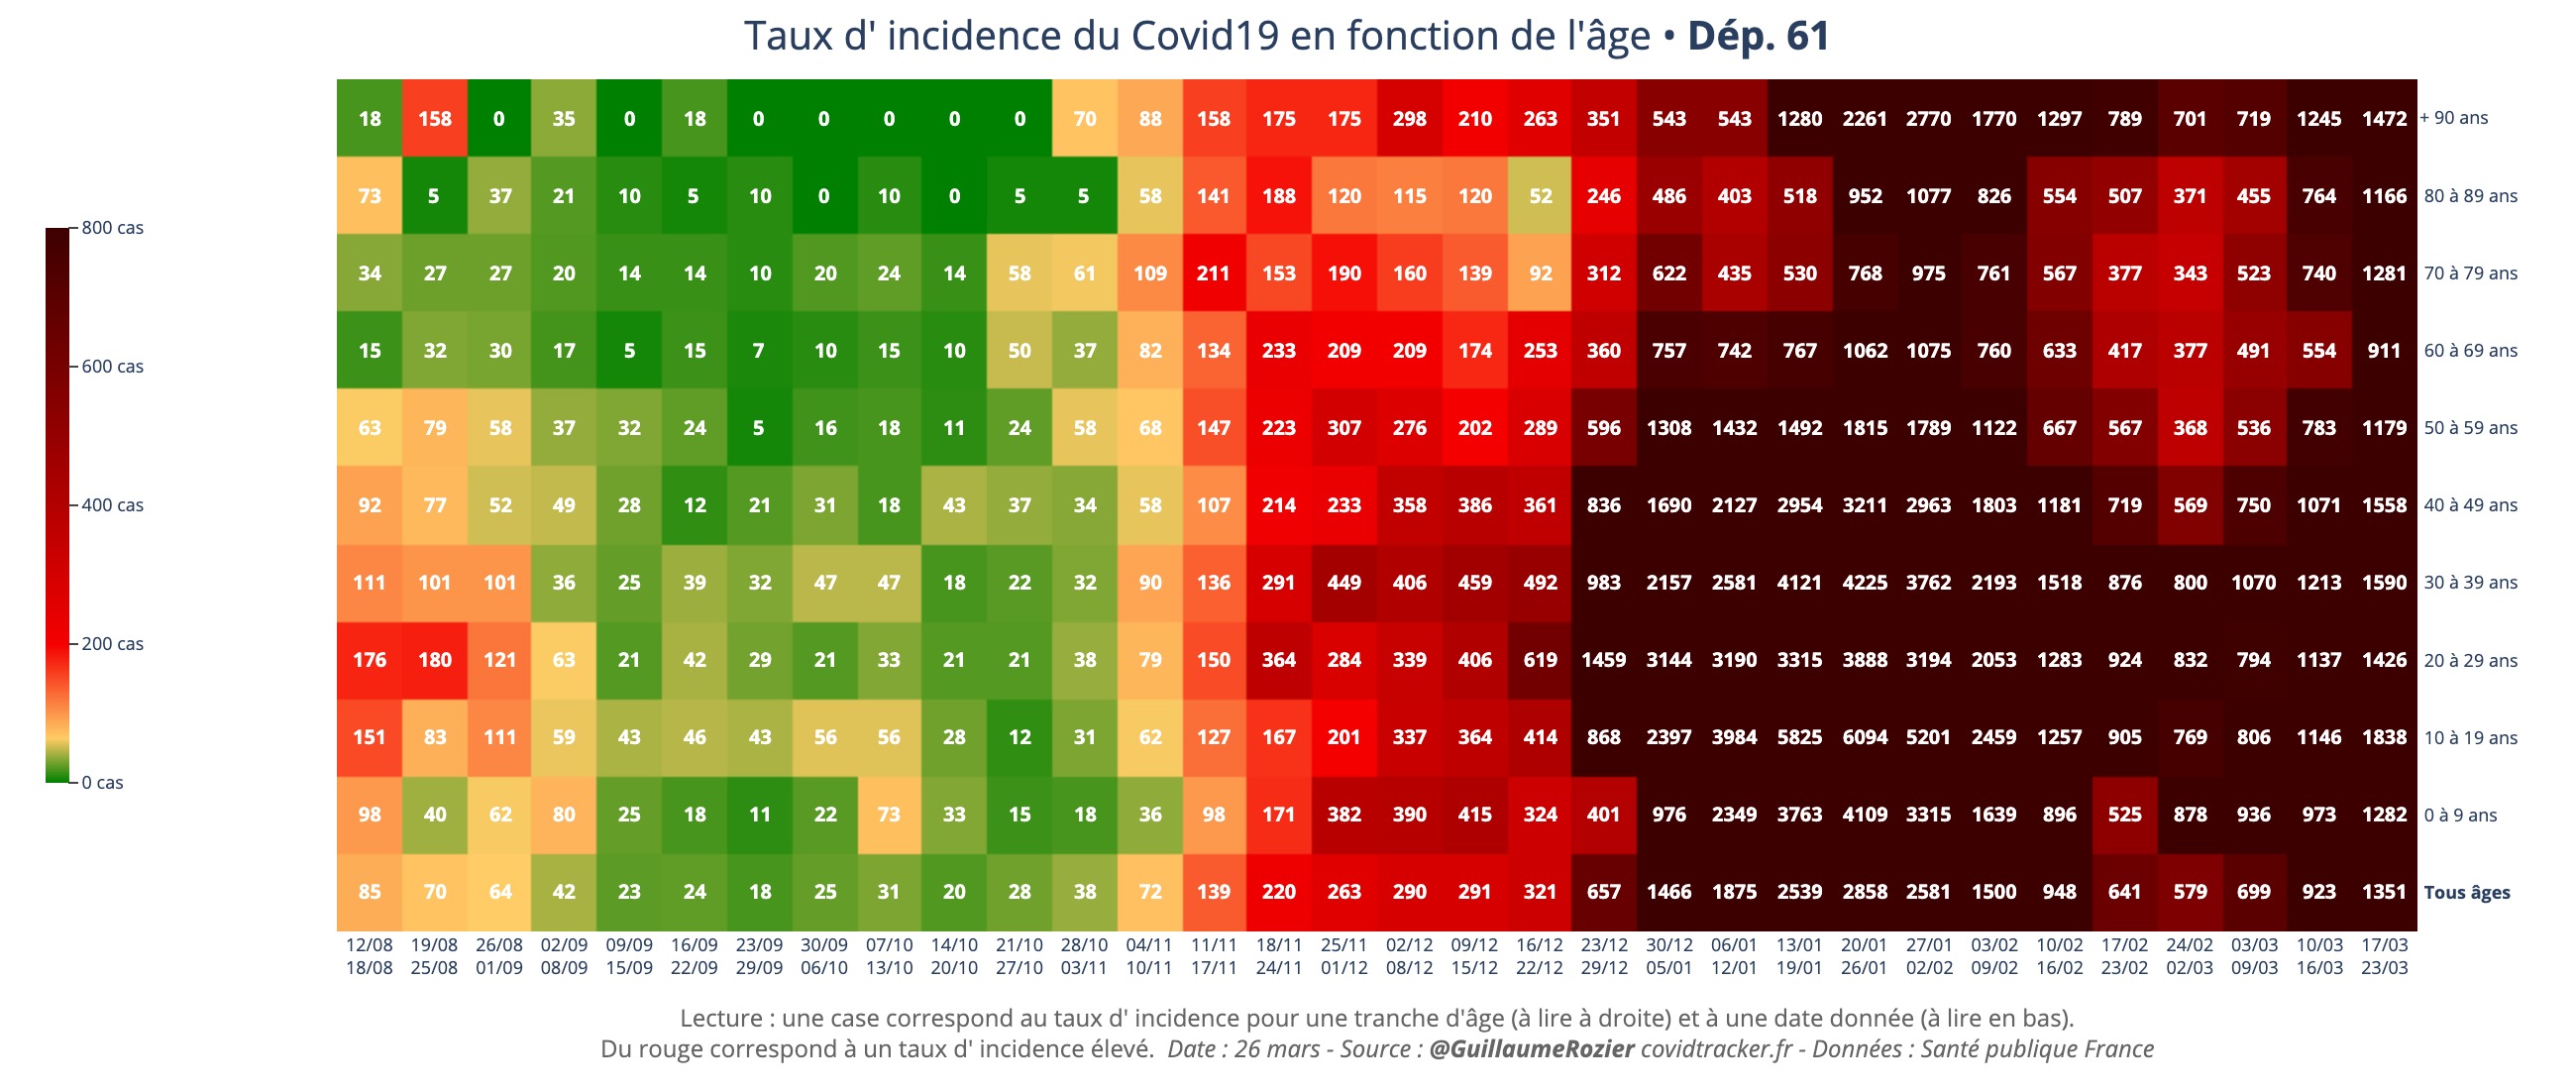 Taux d' incidence du Covid19 en fonction de l'âge • Dép. 61
800 cas
600 cas
400 cas
200 cas
0 cas
18 158 0 35 0 18 0 0 0 0 0 70 88 158 175 175 298 210 263 351 543 543 1280 2261 2770 1770 1297 789 701 719 1245 1472 + 90 ans
73 5 37 21 10 5 10 0 10 0 5 5 58 141 188 120 115 120 52 246 486 403 518 952 1077 826 554 507 371 455 764 1166 80 à 89 ans
34 27 27 20 14 14 10 20 24 14 58 61 109 211 153 190 160 139 92 312 622 435 530 768 975 761 567 377 343 523 740 1281 70 à 79 ans
15 32 30 17 5 15 7 10 15 10 50 37 82 134 233 209 209 174 253 360 757 742 767 1062 1075 760 633 417 377 491 554 911 60 à 69 ans
63 79 58 37 32 24 5 16 18 11 24 58 68 147 223 307 276 202 289 596 1308 1432 1492 1815 1789 1122 667 567 368 536 783 1179 50 à 59 ans
92 77 52 49 28 12 21 31 18 43 37 34 58 107 214 233 358 386 361 836 1690 2127 2954 3211 2963 1803 1181 719 569 750 1071 1558 40 à 49 ans
111 101 101 36 25 39 32 47 47 18 22 32 90 136 291 449 406 459 492 983 2157 2581 4121 4225 3762 2193 1518 876 800 1070 1213 1590 30 à 39 ans
176 180 121 63 21 42 29 21 33 21 21 38 79 150 364 284 339 406 619 1459 3144 3190 3315 3888 3194 2053 1283 924 832 794 1137 1426 20 à 29 ans
151 83 111 59 43 46 43 56 56 28 12 31 62 127 167 201 337 364 414 868 2397 3984 5825 6094 5201 2459 1257 905 769 806 1146 1838 10 à 19 ans
98 40 62 80 25 18 11 22 73 33 15 18 36 98 171 382 390 415 324 401 976 2349 3763 4109 3315 1639 896 525 878 936 973 1282 0 à 9 ans
85 70 64 42 23 24 18 25 31 20 28 38 72 139 220 263 290 291 321 657 1466 1875 2539 2858 2581 1500 948 641 579 699 923 1351 Tous âges
12/08 19/08 26/08 02/09 09/09 16/09 23/09 30/09 07/10 14/10 21/10 28/10 04/11 11/11 18/11 25/11 02/12 09/12 16/12 23/12 30/12 06/01 13/01 20/01 27/01 03/02 10/02 17/02 24/02 03/03 10/03 17/03
18/08 25/08 01/09 08/09 15/09 22/09 29/09 06/10 13/10 20/10 27/10 03/11 10/11 17/11 24/11 01/12 08/12 15/12 22/12 29/12 05/01 12/01 19/01 26/01 02/02 09/02 16/02 23/02 02/03 09/03 16/03 23/03
Lecture : une case correspond au taux d' incidence pour une tranche d'âge (à lire à droite) et à une date donnée (à lire en bas).
Du rouge correspond à un taux d' incidence élevé. Date : 26 mars - Source : @GuillaumeRozier covidtracker.fr - Données : Santé publique France